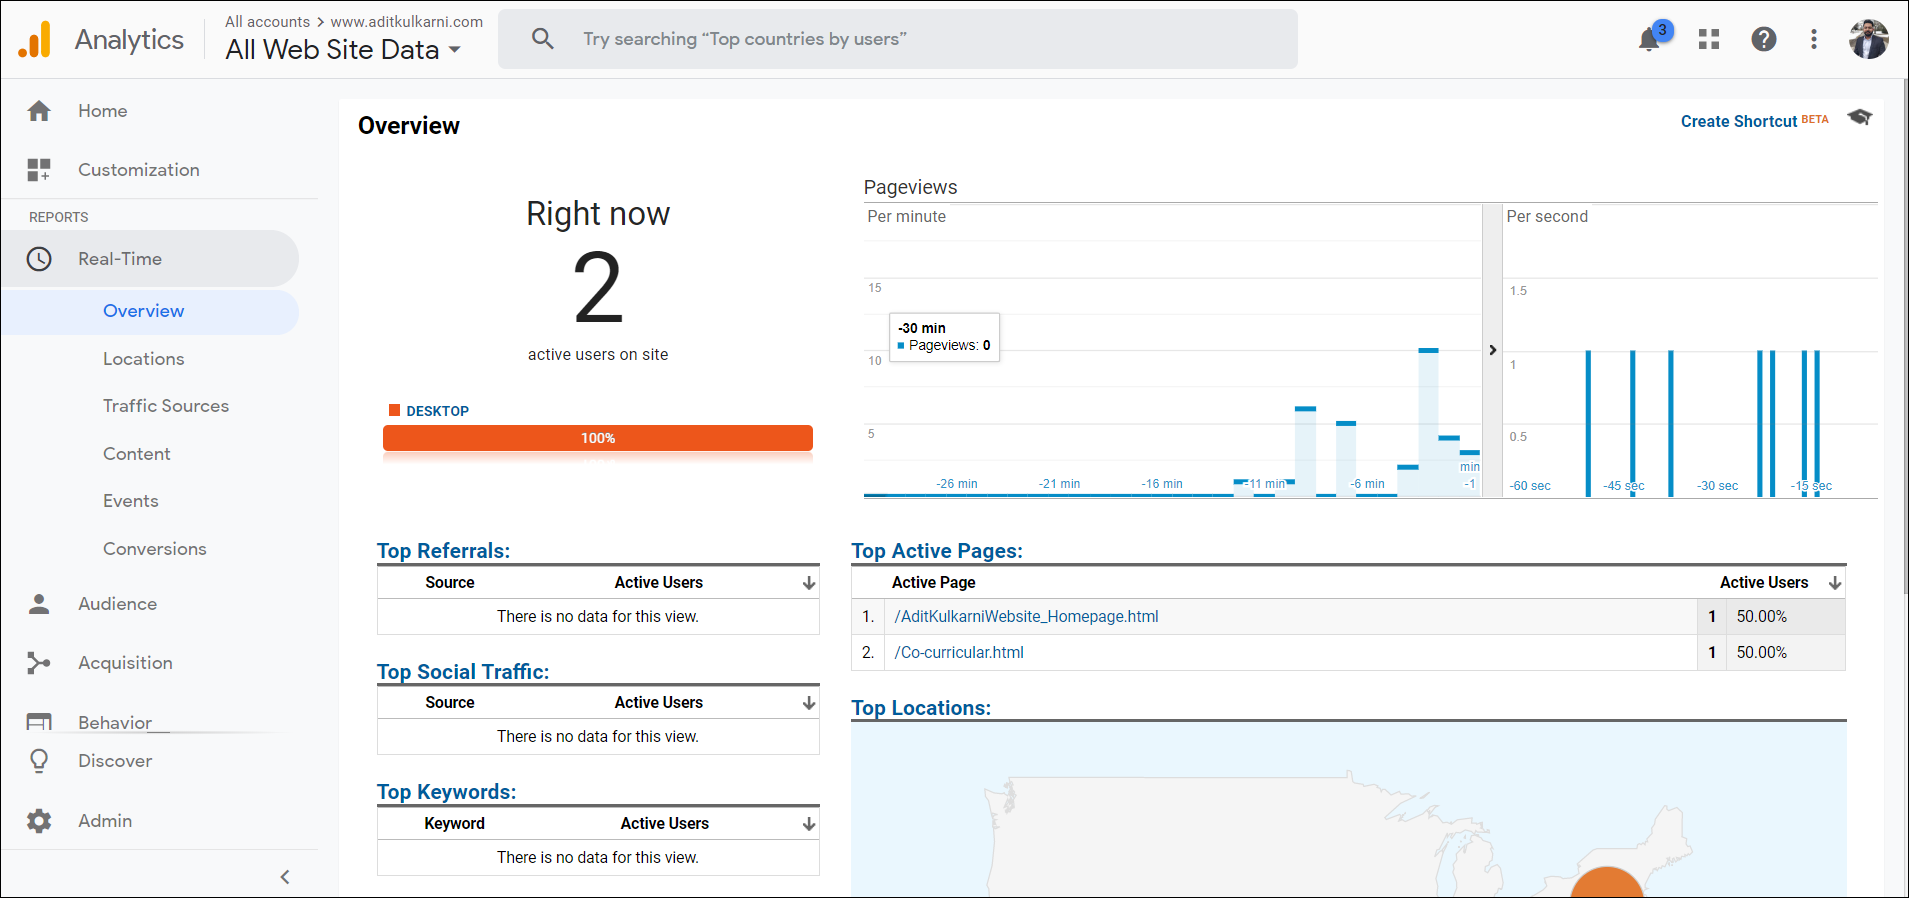 Analytics
All accounts > www.aditkulkarni.com
All Web Site Data
Try searching “Top countries by users”
3
Home
Customization
REPORTS
Real-Time
Overview
Locations
Traffic Sources
Content
Events
Conversions
Audience
Acquisition
Behavior
Discover
Admin
Overview
Create Shortcut BETA
Right now
2
active users on site
DESKTOP
100%
Pageviews
Per minute
15
10
5
-30 min
Pageviews: 0
-26 min
-21 min
-16 min
-11 min
-6 min
min
-1
Per second
1.5
1
0.5
-60 sec
-45 sec
-30 sec
-15 sec
Top Referrals:
Source Active Users
There is no data for this view.
Top Social Traffic:
Source Active Users
There is no data for this view.
Top Keywords:
Keyword Active Users
There is no data for this view.
Top Active Pages:
Active Page Active Users
1. /AditKulkarniWebsite_Homepage.html 1 50.00%
2. /Co-curricular.html 1 50.00%
Top Locations: